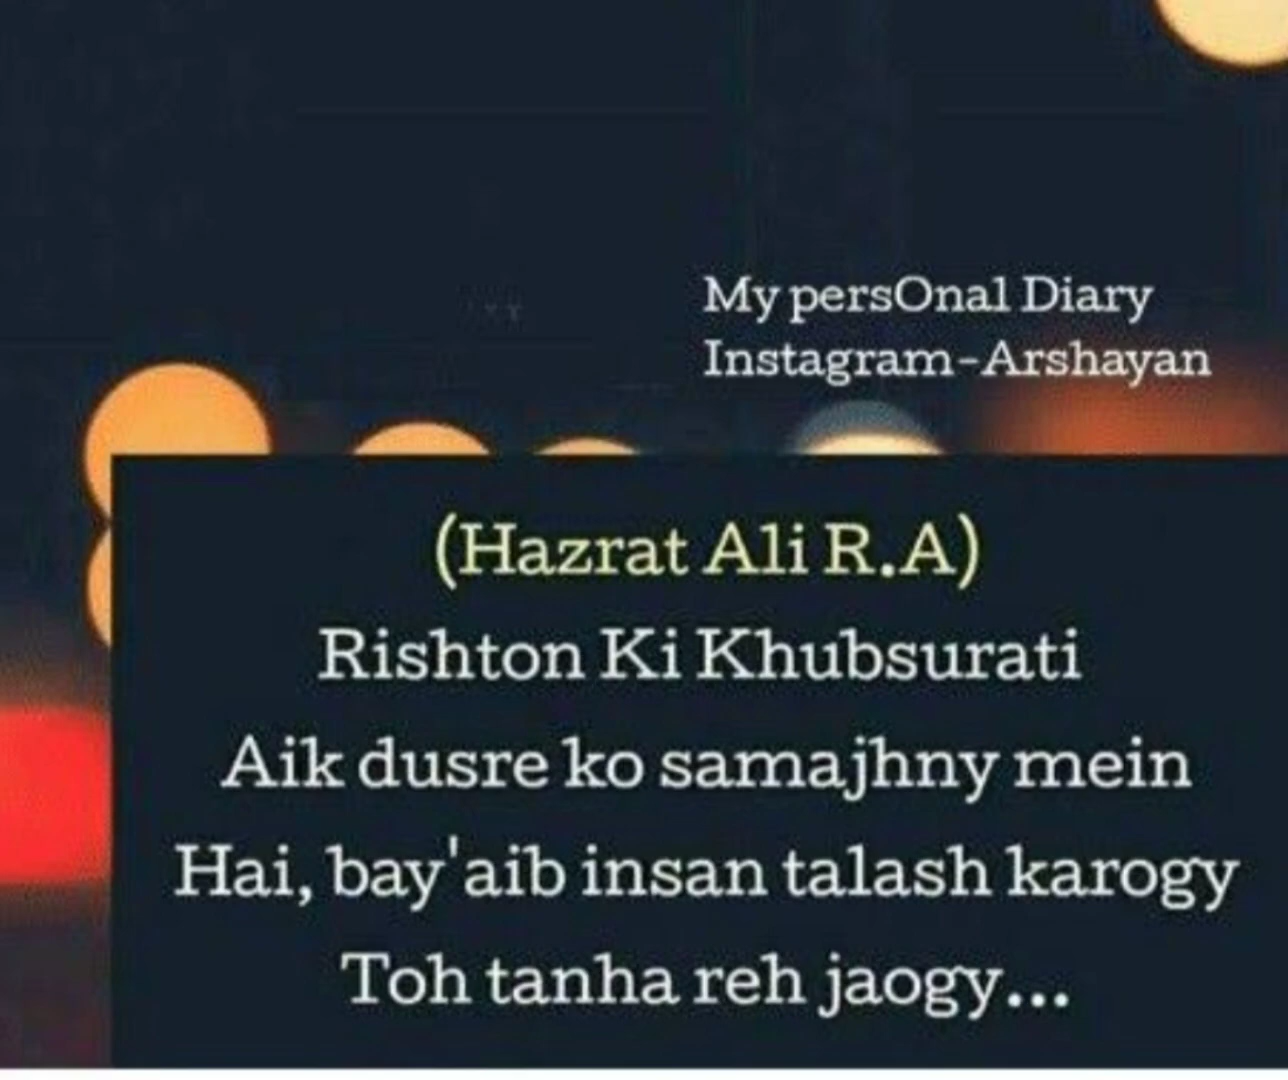 My persOnal Diary
Instagram-Arshayan
(Hazrat Ali R.A)
Rishton Ki Khubsurati
Aik dusre ko samajhny mein
Hai, bay'aib insan talash karogy
Toh tanha reh jaogy...